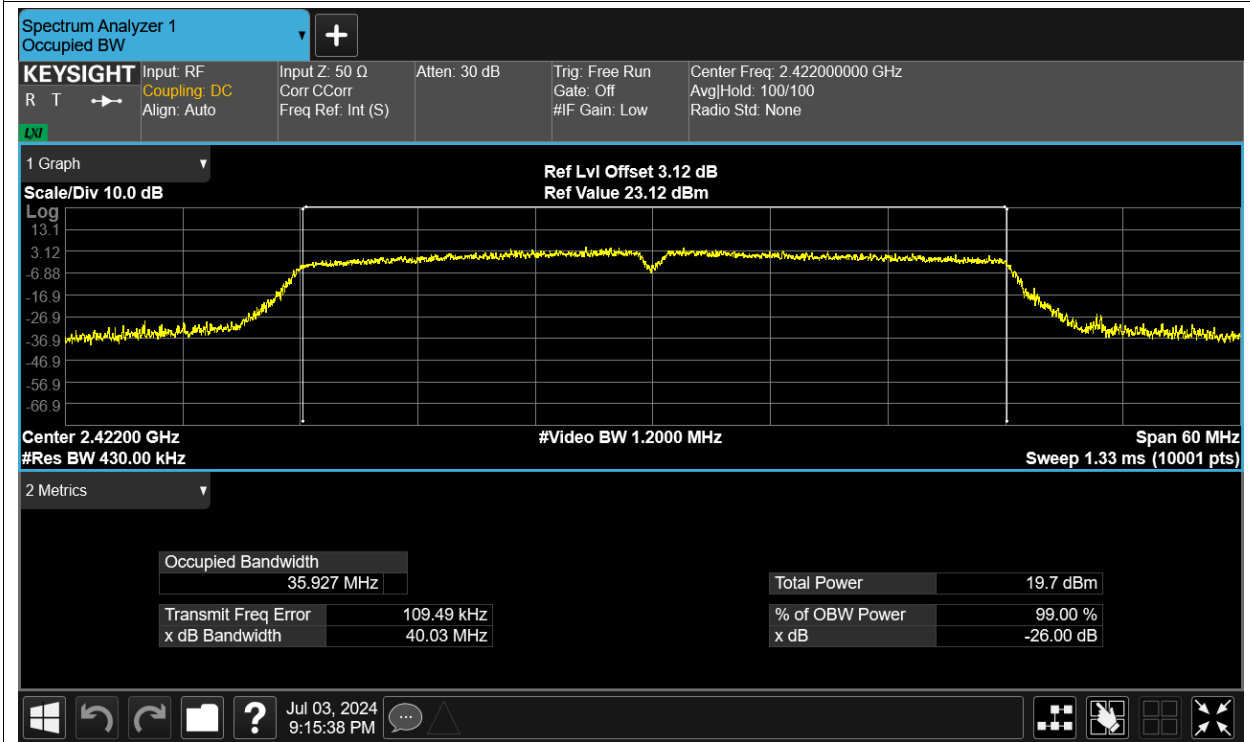 Spectrum Analyzer 1
Occupied BW
KEYSIGHT
R T
LXI
Input: RF
Coupling: DC
Align: Auto
Input Z: 50 Ω
Corr CCorr
Freq Ref: Int (S)
Atten: 30 dB
Trig: Free Run
Gate: Off
#IF Gain: Low
Center Freq: 2.422000000 GHz
Avg|Hold: 100/100
Radio Std: None
1 Graph
Scale/Div 10.0 dB
Ref Lvl Offset 3.12 dB
Ref Value 23.12 dBm
Log
13.1
3.12
-6.88
-16.9
-26.9
-36.9
-46.9
-56.9
-66.9
Center 2.42200 GHz
#Res BW 430.00 kHz
#Video BW 1.2000 MHz
Span 60 MHz
Sweep 1.33 ms (10001 pts)
2 Metrics
Occupied Bandwidth
35.927 MHz
Transmit Freq Error 109.49 kHz
x dB Bandwidth 40.03 MHz
Total Power 19.7 dBm
% of OBW Power 99.00 %
x dB -26.00 dB
?
Jul 03, 2024
9:15:38 PM